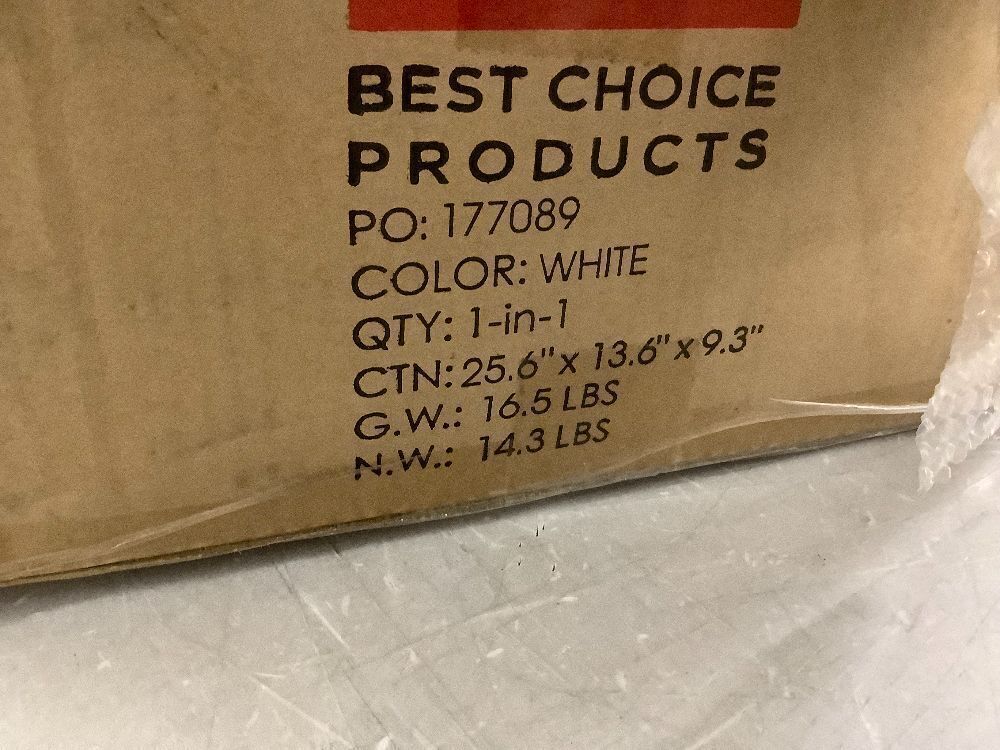 BEST CHOICE
PRODUCTS
PO: 177089
COLOR: WHITE
QTY: 1-in-1
CTN: 25.6" x 13.6" x 9.3"
G.W.: 16.5 LBS
N.W.: 14.3 LBS